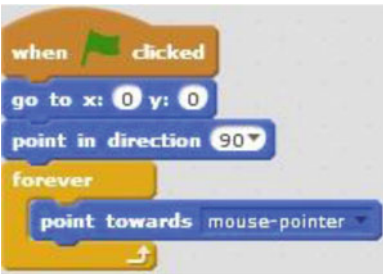 when clicked
go to x: 0 y: 0
point in direction 90
forever
point towards mouse-pointer